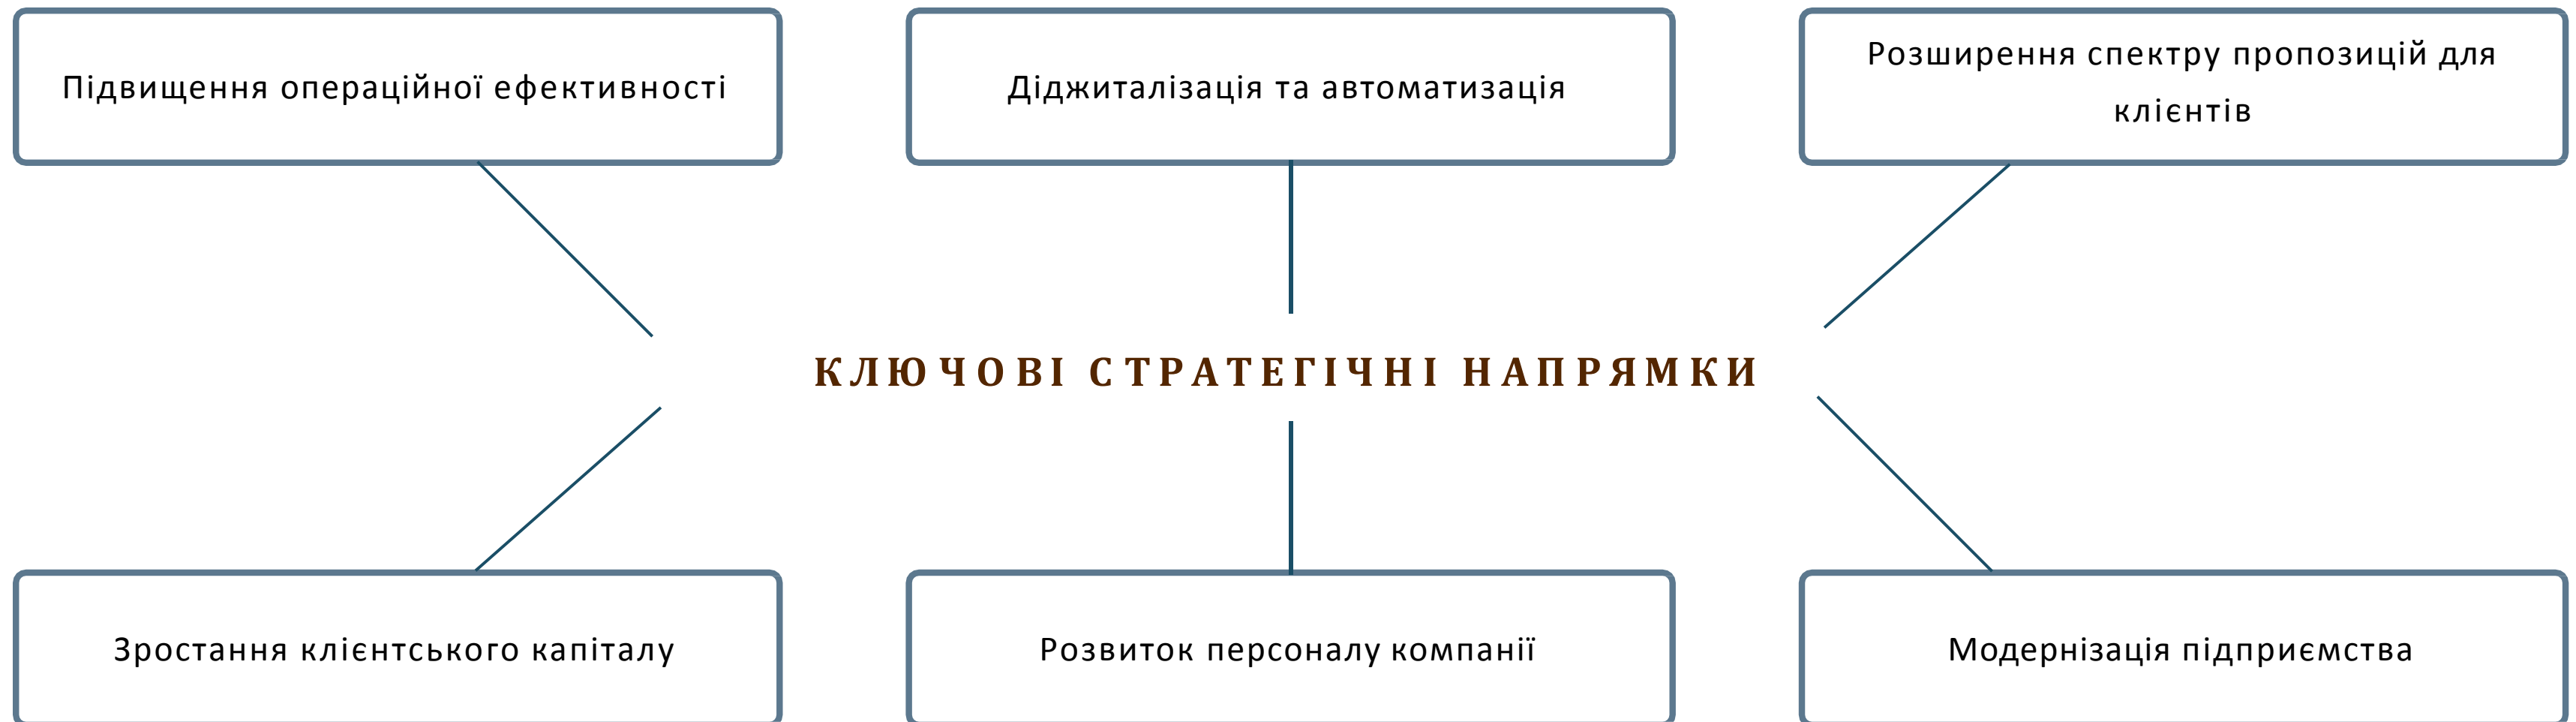 Підвищення операційної ефективності
Діджиталізація та автоматизація
Розширення спектру пропозицій для
клієнтів
КЛЮЧОВІ СТРАТЕГІЧНІ НАПРЯМКИ
Зростання клієнтського капіталу
Розвиток персоналу компанії
Модернізація підприємства